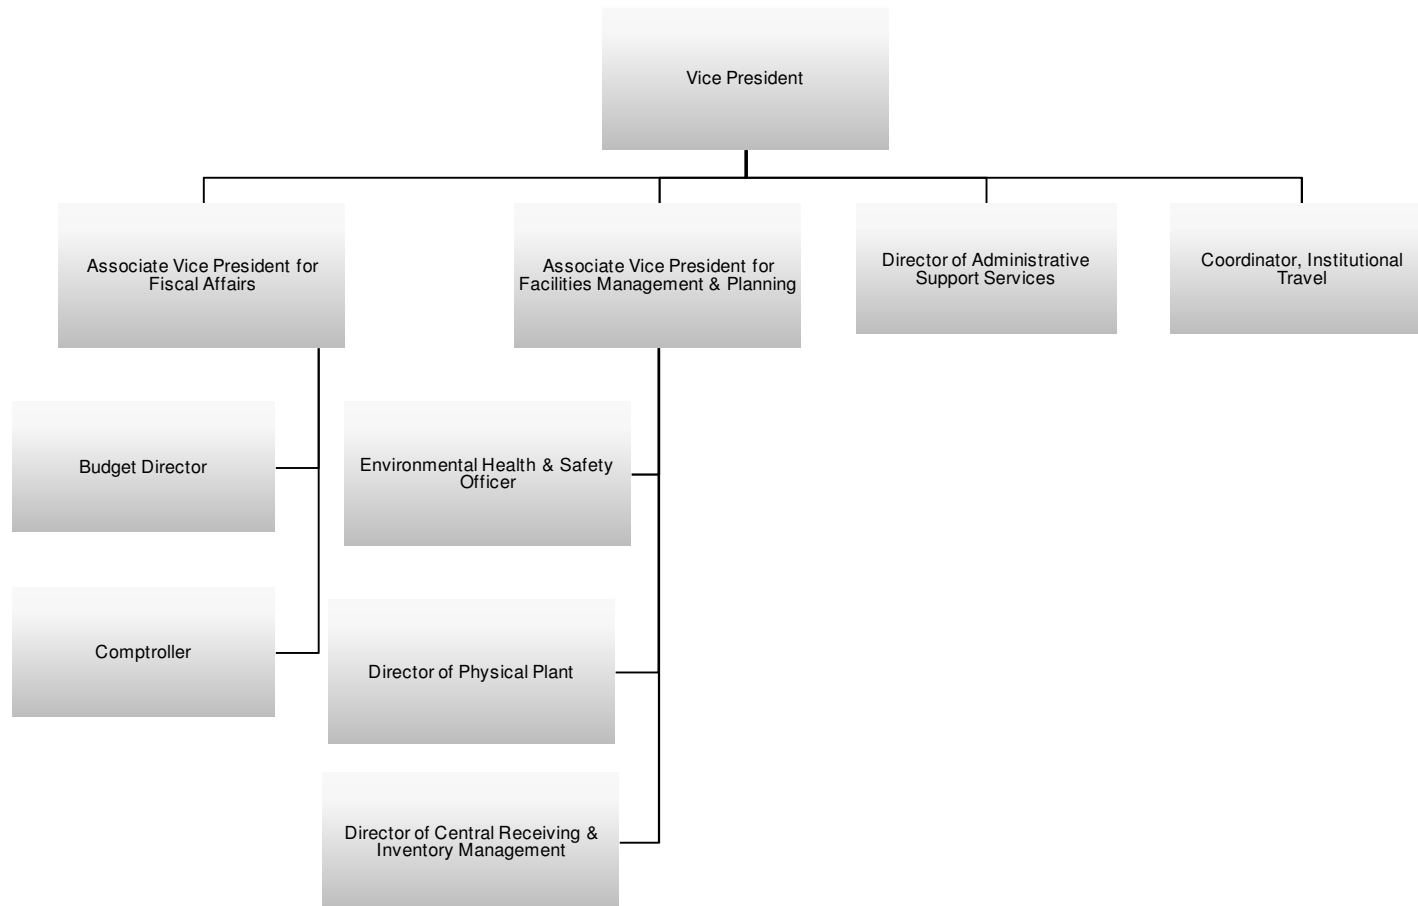 Vice President
Associate Vice President for
Fiscal Affairs
Associate Vice President for
Facilities Management & Planning
Director of Administrative
Support Services
Coordinator, Institutional
Travel
Budget Director
Environmental Health & Safety
Officer
Comptroller
Director of Physical Plant
Director of Central Receiving &
Inventory Management